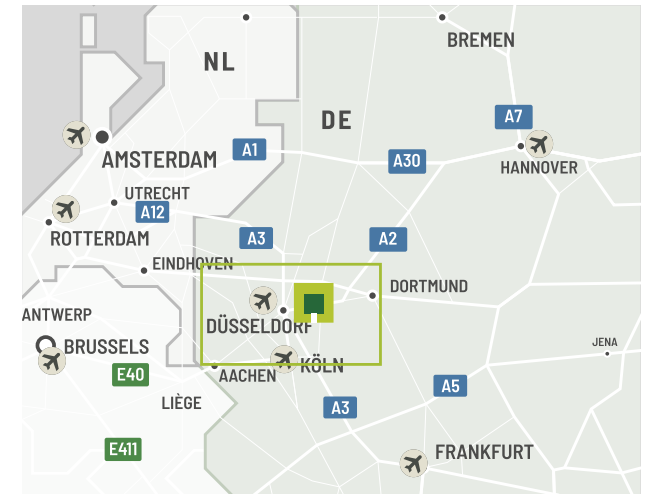 BREMEN
NL
DE
A7
AMSTERDAM
A1
A30
HANNOVER
UTRECHT
A12
ROTTERDAM
A3
A2
EINDHOVEN
DORTMUND
ANTWERP
DÜSSELDORF
BRUSSELS
JENA
KÖLN
AACHEN
E40
A5
LIÈGE
A3
E411
FRANKFURT